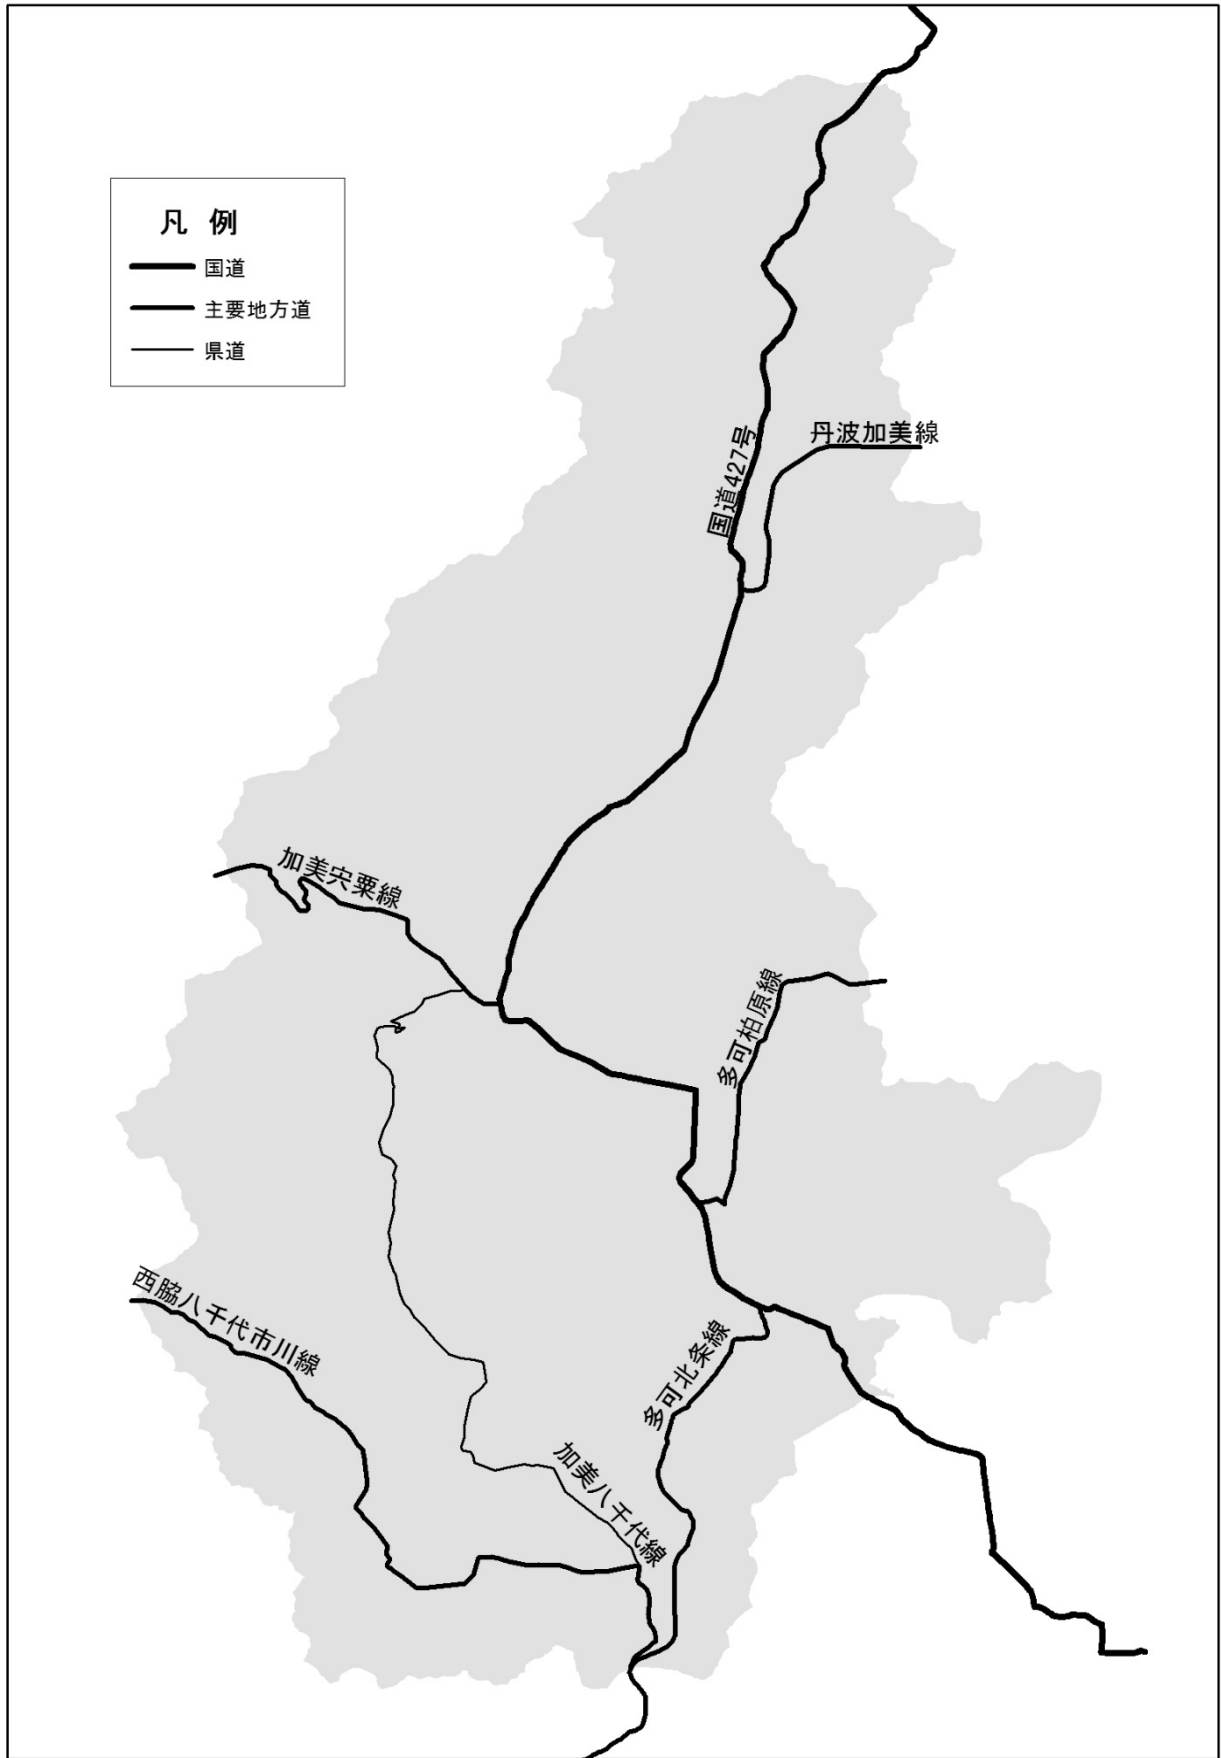 凡 例
国道
主要地方道
県道
丹波加美線
国道427号
加美宍粟線
多可柏原線
西脇八千代市川線
多可北条線
加美八千代線